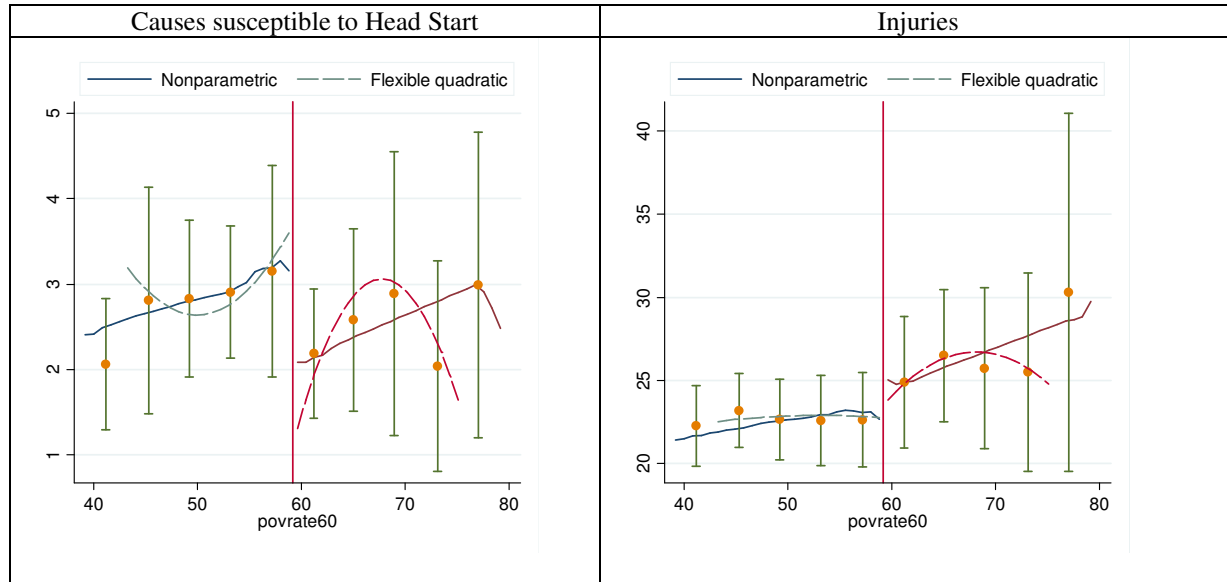 Causes susceptible to Head Start
Nonparametric Flexible quadratic
5
4
3
2
1
40 50 60 70 80
povrate60
Injuries
Nonparametric Flexible quadratic
40
35
30
25
20
40 50 60 70 80
povrate60